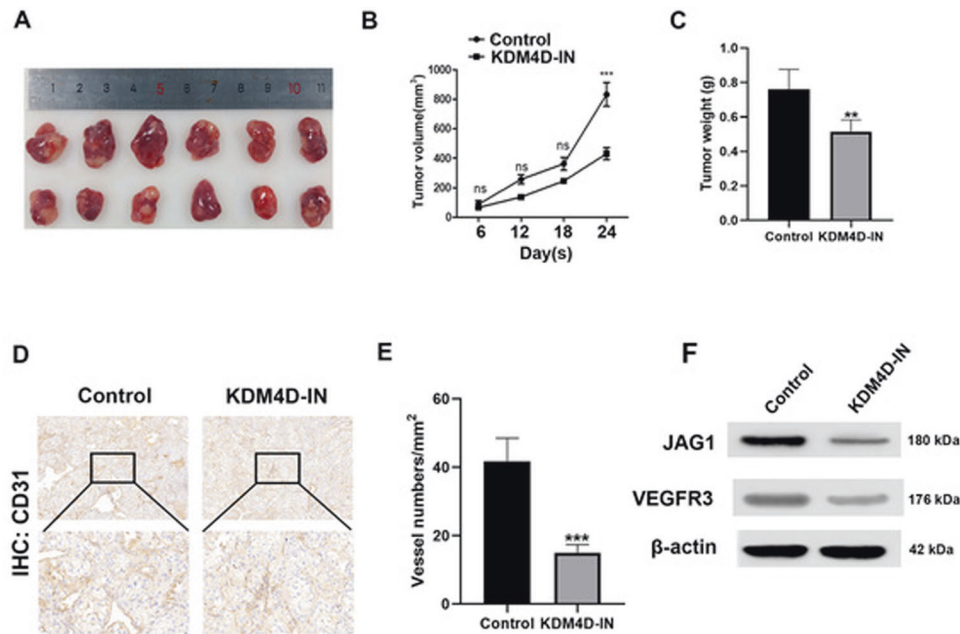 A
1 2 3 4 5 6 7 8 9 10 11
B
Control
KDM4D-IN
Tumor volume(mm³)
1000
800
600
400
200
0
ns
ns
ns
***
6 12 18 24
Day(s)
C
Tumor weight (g)
1.0
0.8
0.6
0.4
0.2
0.0
**
Control KDM4D-IN
D
Control KDM4D-IN
IHC: CD31
E
Vessel numbers/mm²
60
40
20
0
***
Control KDM4D-IN
F
Control KDM4D-IN
JAG1 180 kDa
VEGFR3 176 kDa
β-actin 42 kDa